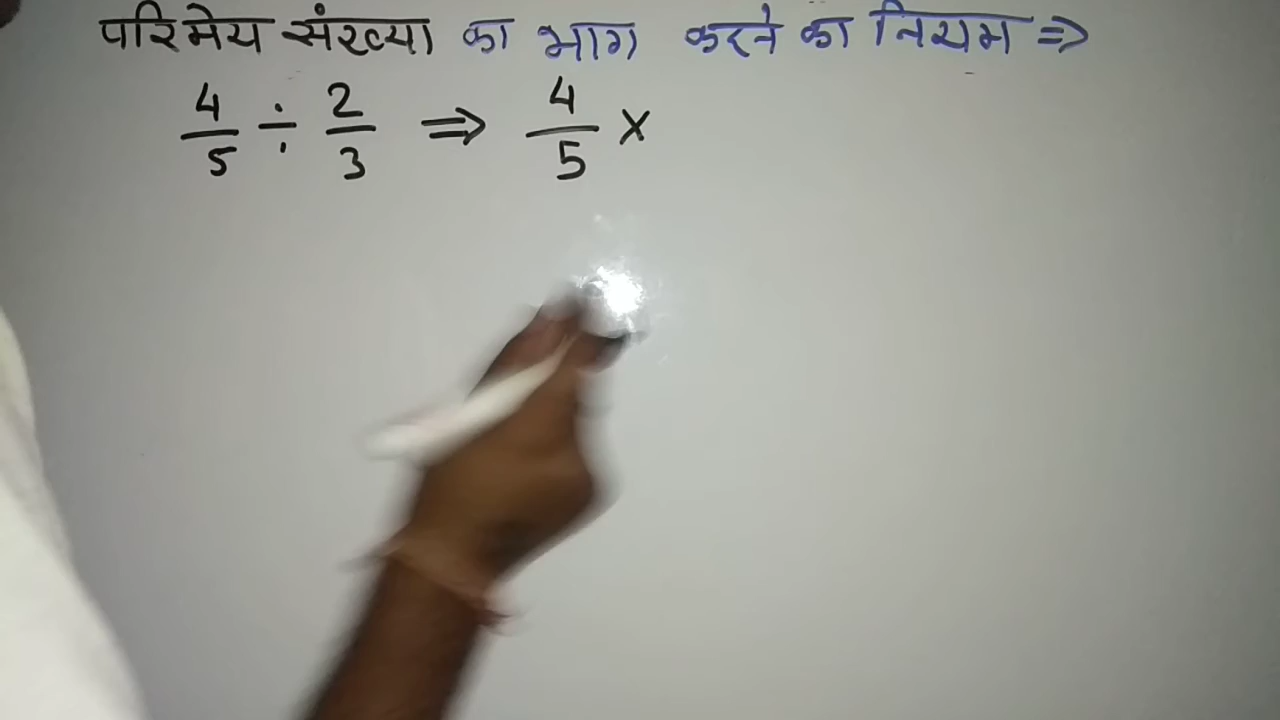 परिमेय संख्या का भाग करने का नियम ⇒
4/5 ÷ 2/3 ⇒ 4/5 ×